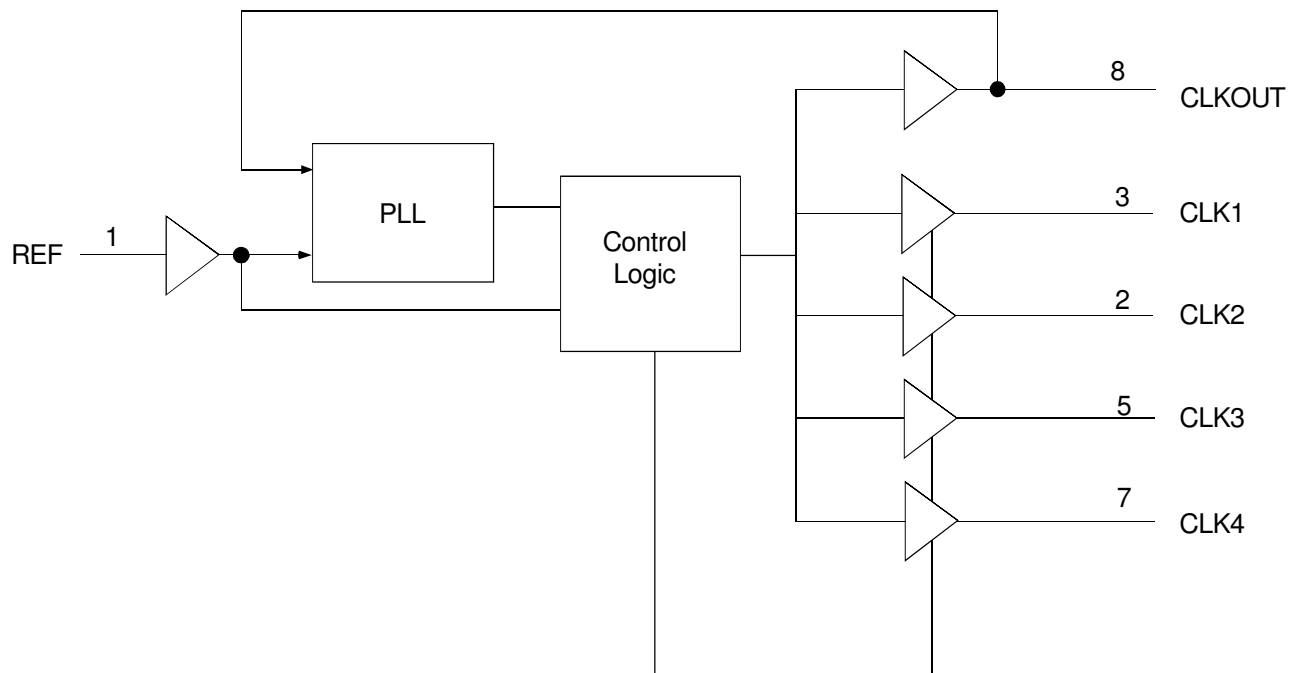 8
CLKOUT
PLL
3
CLK1
REF
1
Control
Logic
2
CLK2
5
CLK3
7
CLK4